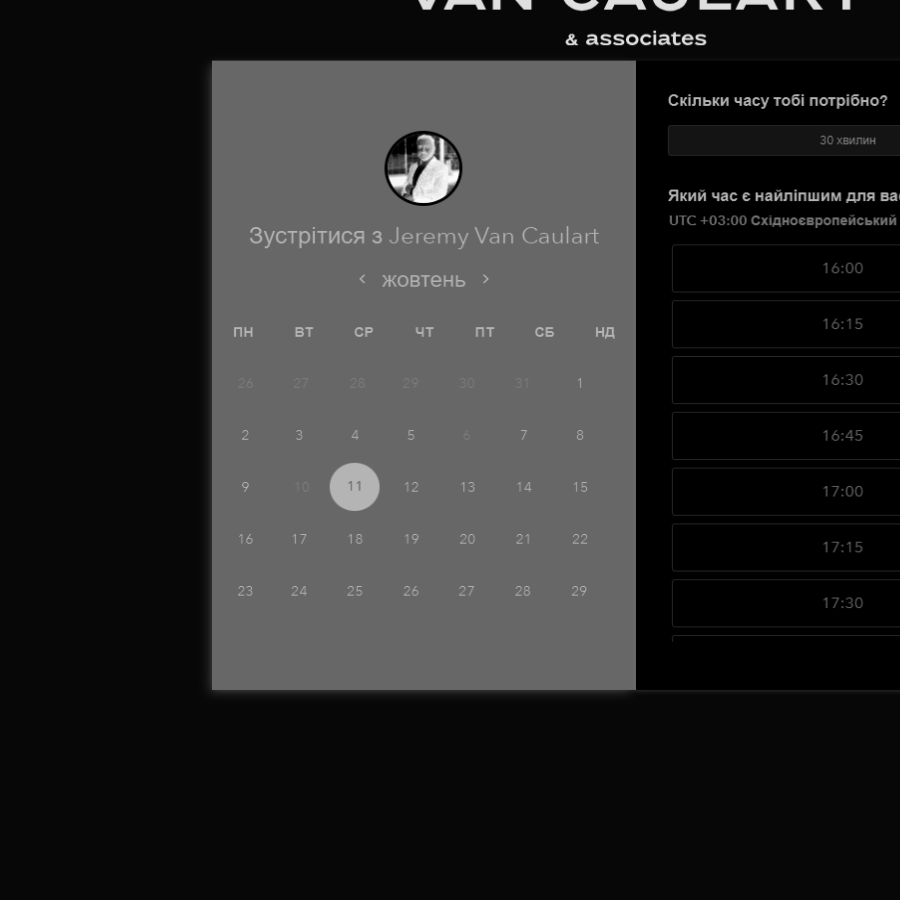 VAN CAULART
& associates
Зустрітися з Jeremy Van Caulart
жовтень
ПН ВТ СР ЧТ ПТ СБ НД
26 27 28 29 30 31 1
2 3 4 5 6 7 8
9 10 11 12 13 14 15
16 17 18 19 20 21 22
23 24 25 26 27 28 29
Скільки часу тобі потрібно?
30 хвилин
Який час є найліпшим для ва
UTC +03:00 Східноєвропейський
16:00
16:15
16:30
16:45
17:00
17:15
17:30